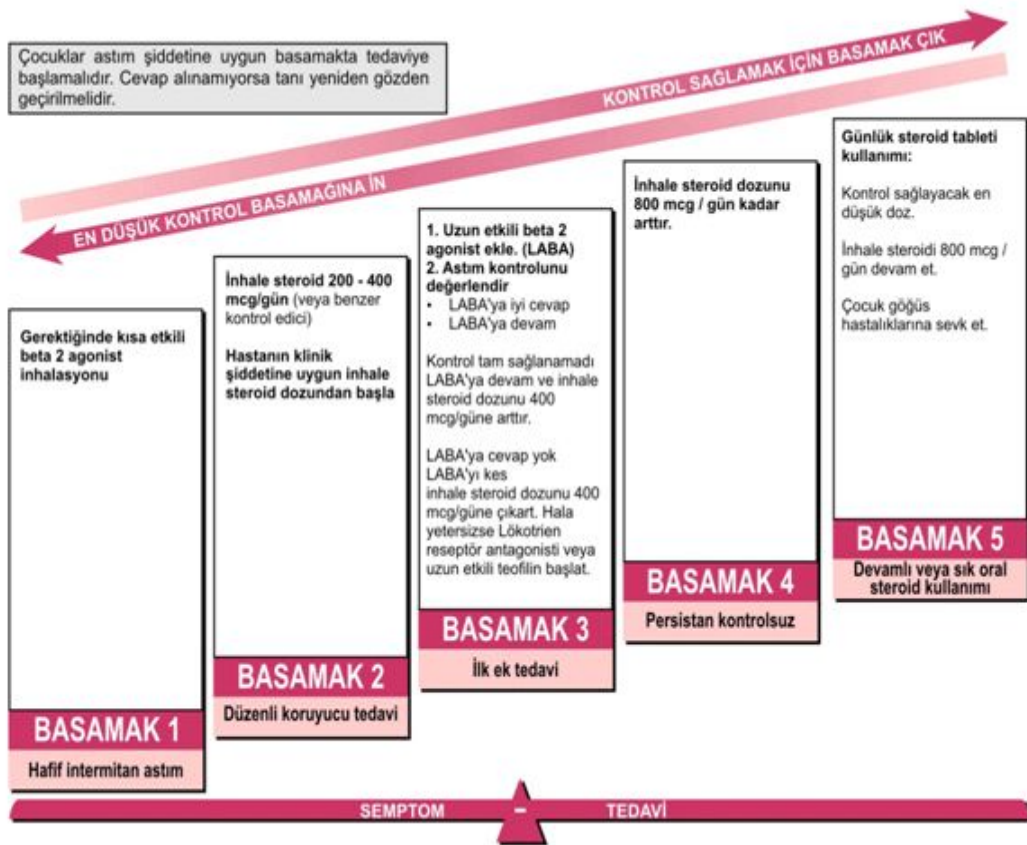 Çocuklar astım şiddetine uygun basamakta tedaviye
başlamalıdır. Cevap alınamıyorsa tanı yeniden gözden
geçirilmelidir.
KONTROL SAĞLAMAK İÇİN BASAMAK ÇIK
EN DÜŞÜK KONTROL BASAMAĞINA İN
Gerektiğinde kısa etkili
beta 2 agonist
inhalasyonu
BASAMAK 1
Hafif intermitan astım
İnhale steroid 200 - 400
mcg/gün (veya benzer
kontrol edici)
Hastanın klinik
şiddetine uygun inhale
steroid dozundan başla
BASAMAK 2
Düzenli koruyucu tedavi
1. Uzun etkili beta 2
agonist ekle. (LABA)
2. Astım kontrolunu
değerlendir
• LABA'ya iyi cevap
• LABA'ya devam
Kontrol tam sağlanamadı
LABA'ya devam ve inhale
steroid dozunu 400
mcg/güne arttır.
LABA'ya cevap yok
LABA'yı kes
inhale steroid dozunu 400
mcg/güne çıkart. Hala
yetersizse Lökotrien
reseptör antagonisti veya
uzun etkili teofilin başlat.
BASAMAK 3
İlk ek tedavi
İnhale steroid dozunu
800 mcg / gün kadar
arttır.
BASAMAK 4
Persistan kontrolsuz
Günlük steroid tableti
kullanımı:
Kontrol sağlayacak en
düşük doz.
İnhale steroidi 800 mcg /
gün devam et.
Çocuk göğüs
hastalıklarına sevk et.
BASAMAK 5
Devamlı veya sık oral
steroid kullanımı
SEMPTOM - TEDAVİ